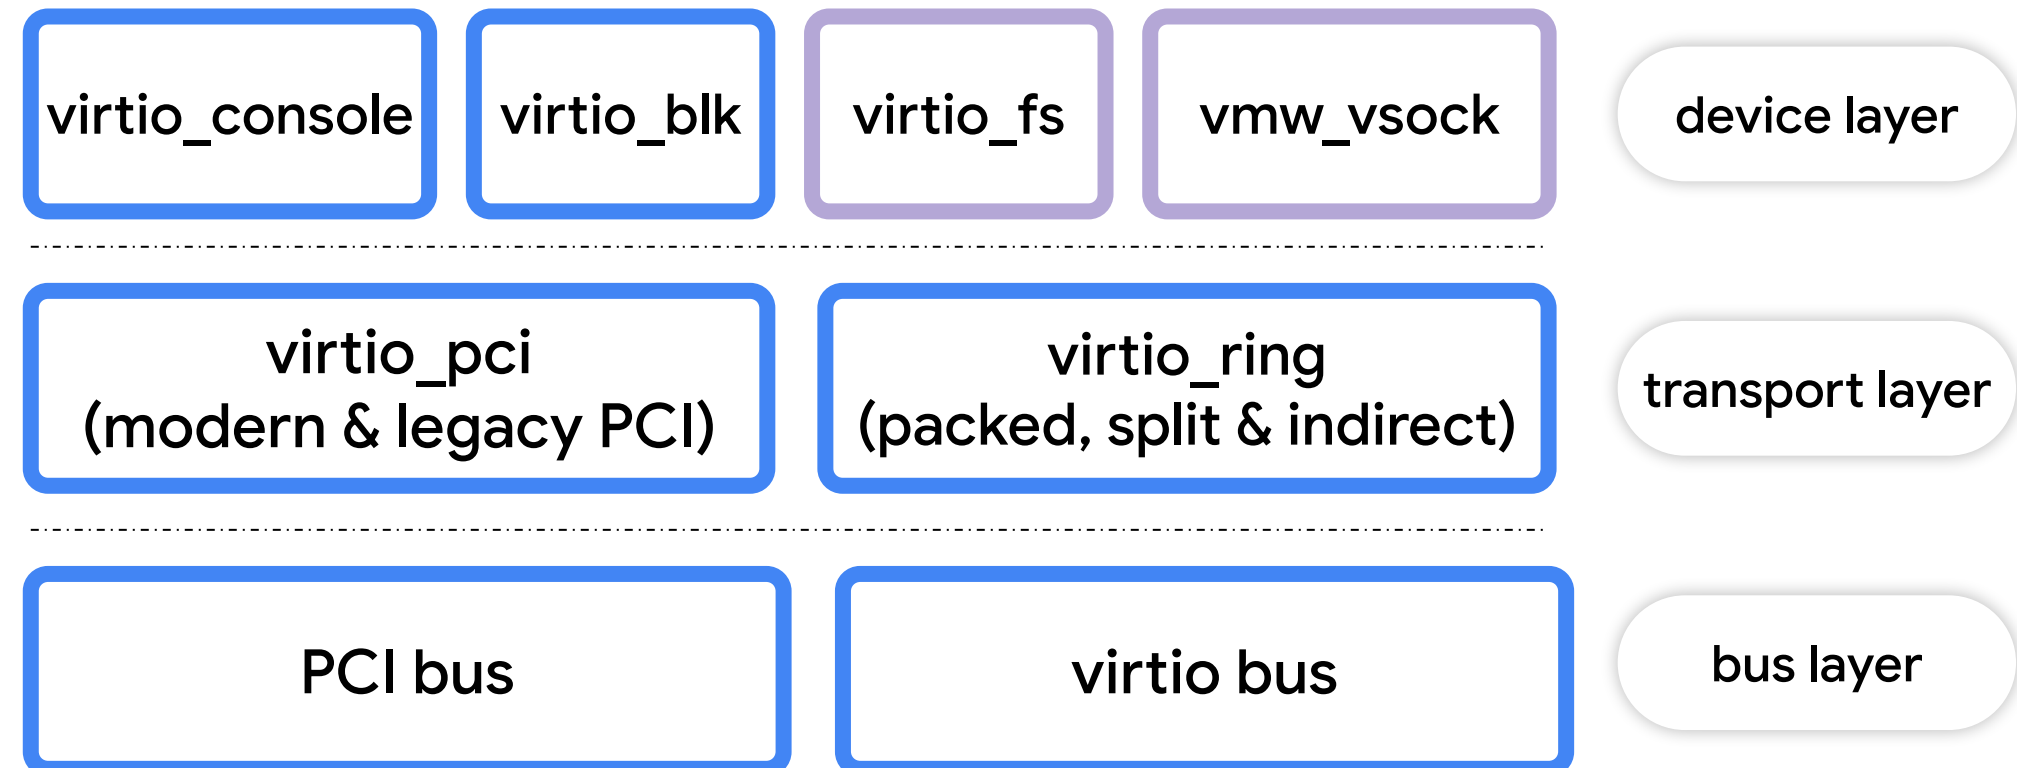 virtio_console
virtio_blk
virtio_fs
vmw_vsock
device layer
virtio_pci
(modern & legacy PCI)
virtio_ring
(packed, split & indirect)
transport layer
PCI bus
virtio bus
bus layer